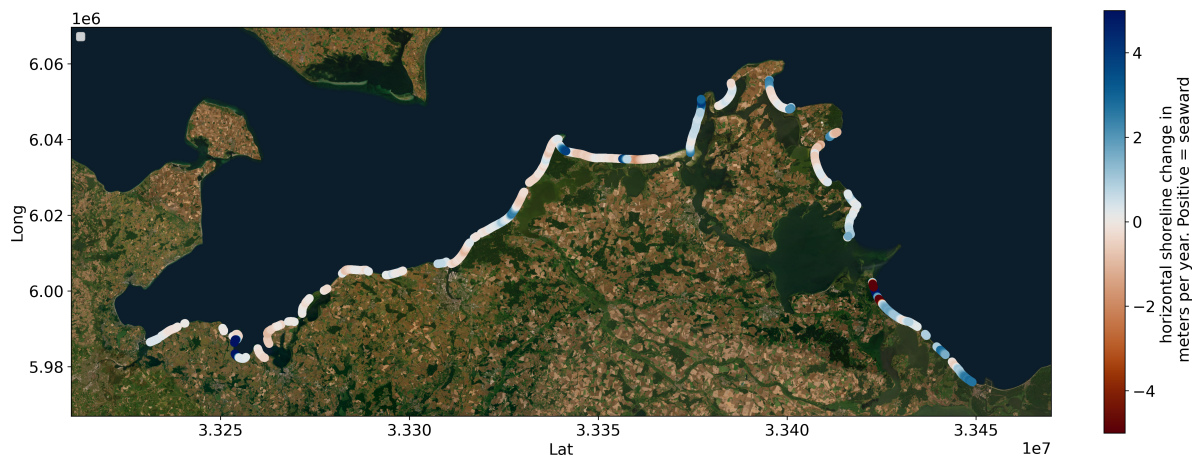 1e6
6.06
6.04
6.02
6.00
5.98
Long
3.325
3.330
3.335
3.340
3.345
1e7
Lat
4
2
0
−2
−4
horizontal shoreline change in
meters per year. Positive = seaward